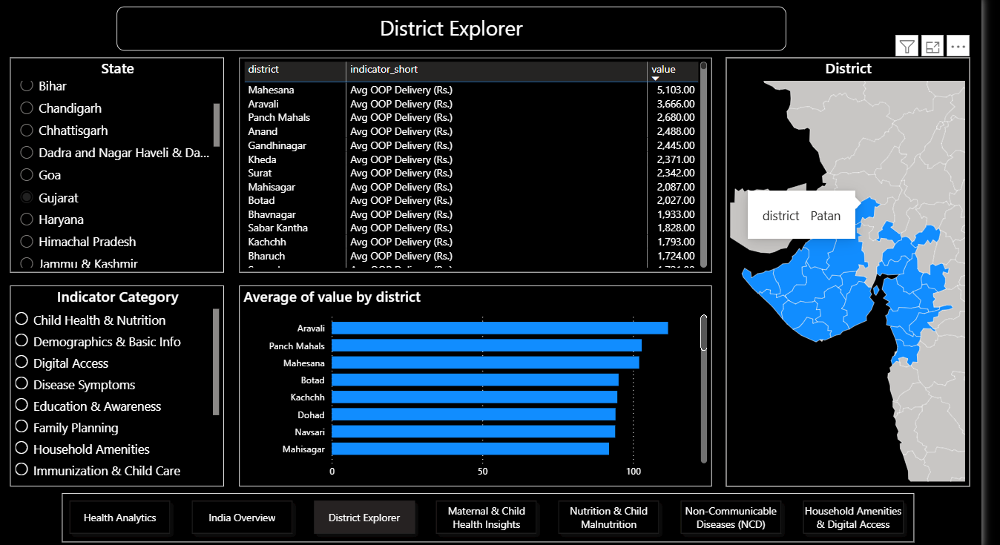 District Explorer
State
Bihar
Chandigarh
Chhattisgarh
Dadra and Nagar Haveli & Da...
Goa
Gujarat
Haryana
Himachal Pradesh
Jammu & Kashmir
district indicator_short value
Mahesana Avg OOP Delivery (Rs.) 5,103.00
Aravali Avg OOP Delivery (Rs.) 3,666.00
Panch Mahals Avg OOP Delivery (Rs.) 2,680.00
Anand Avg OOP Delivery (Rs.) 2,488.00
Gandhinagar Avg OOP Delivery (Rs.) 2,445.00
Kheda Avg OOP Delivery (Rs.) 2,371.00
Surat Avg OOP Delivery (Rs.) 2,342.00
Mahisagar Avg OOP Delivery (Rs.) 2,087.00
Botad Avg OOP Delivery (Rs.) 2,027.00
Bhavnagar Avg OOP Delivery (Rs.) 1,933.00
Sabar Kantha Avg OOP Delivery (Rs.) 1,828.00
Kachchh Avg OOP Delivery (Rs.) 1,793.00
Bharuch Avg OOP Delivery (Rs.) 1,724.00
District
district Patan
Indicator Category
Child Health & Nutrition
Demographics & Basic Info
Digital Access
Disease Symptoms
Education & Awareness
Family Planning
Household Amenities
Immunization & Child Care
Average of value by district
Aravali
Panch Mahals
Mahesana
Botad
Kachchh
Dohad
Navsari
Mahisagar
0 50 100
Health Analytics
India Overview
District Explorer
Maternal & Child
Health Insights
Nutrition & Child
Malnutrition
Non-Communicable
Diseases (NCD)
Household Amenities
& Digital Access